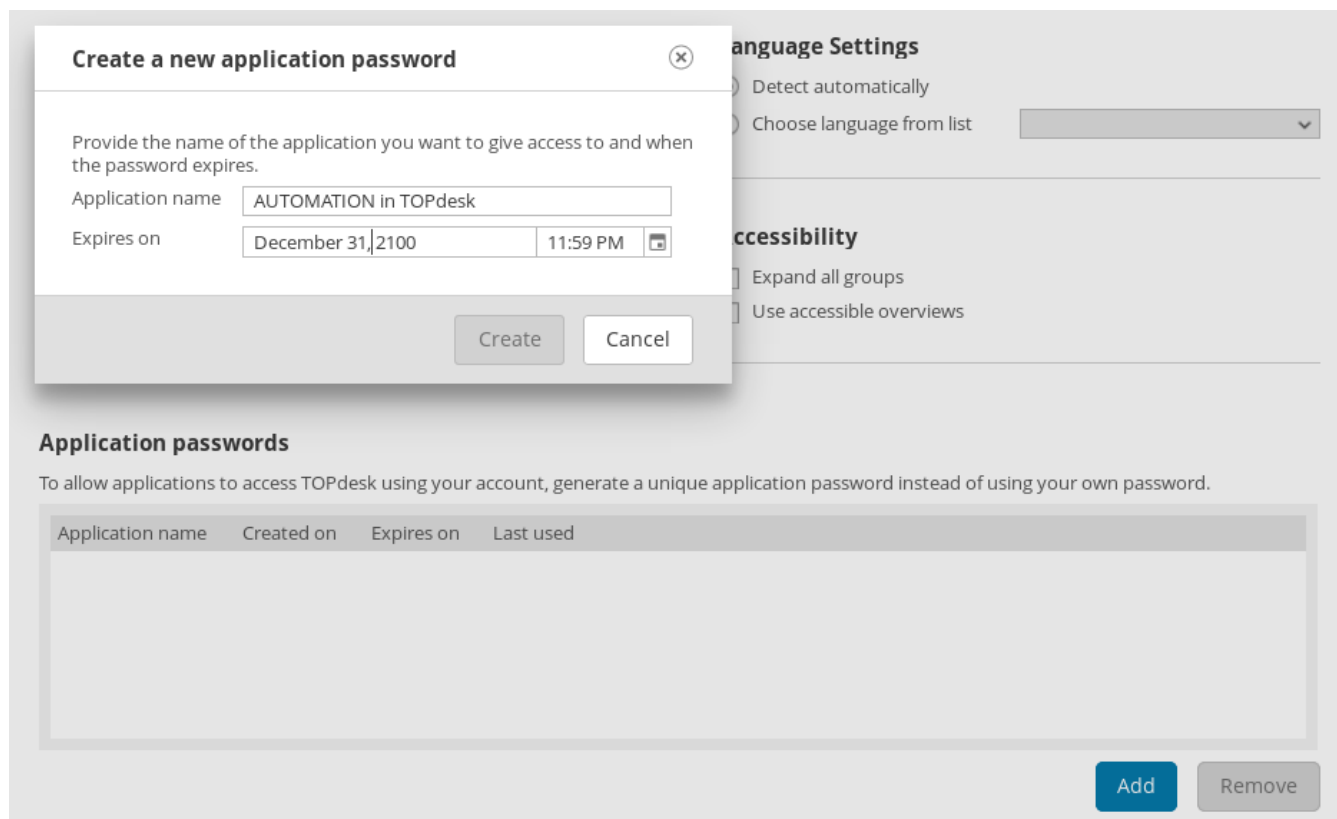 Create a new application password
Provide the name of the application you want to give access to and when
the password expires.
Application name AUTOMATION in TOPdesk
Expires on December 31, 2100 11:59 PM
Create Cancel
anguage Settings
Detect automatically
Choose language from list
ccessibility
Expand all groups
Use accessible overviews
Application passwords
To allow applications to access TOPdesk using your account, generate a unique application password instead of using your own password.
Application name Created on Expires on Last used
Add Remove